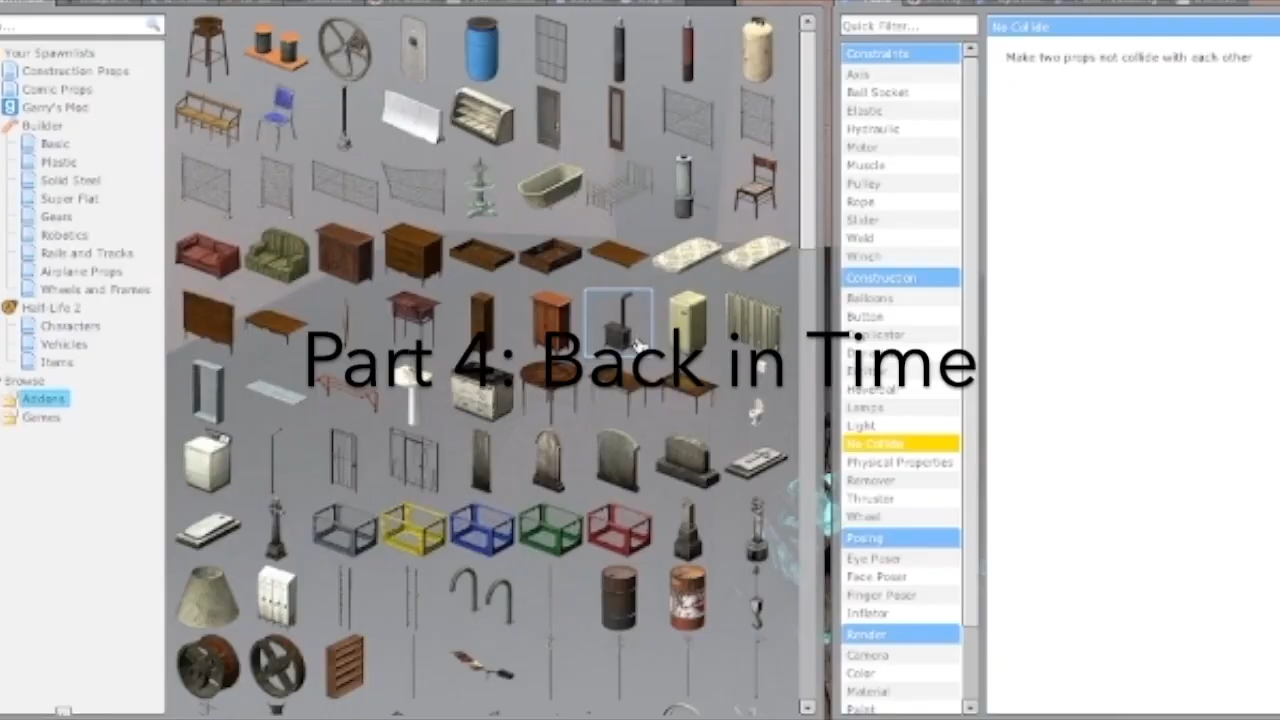 Your Spawnlists
Construction Props
Comic Props
Garry's Mod
Builder
Basic
Plastic
Solid Steel
Super Flat
Gears
Robotics
Rails and Tracks
Airplane Props
Wheels and Frames
Half-Life 2
Characters
Vehicles
Items
Browse
Addons
Games
Part 4: Back in Time
Quick Filter...
Constraints
Axis
Ball Socket
Elastic
Hydraulic
Motor
Muscle
Pulley
Rope
Slider
Weld
Winch
Construction
Balloons
Button
Duplicator
Hoverball
Lamps
Light
No-Collide
Physical Properties
Remover
Thruster
Wheel
Posing
Eye Poser
Face Poser
Finger Poser
Inflator
Render
Camera
Color
Material
Paint
No Collide
Make two props not collide with each other